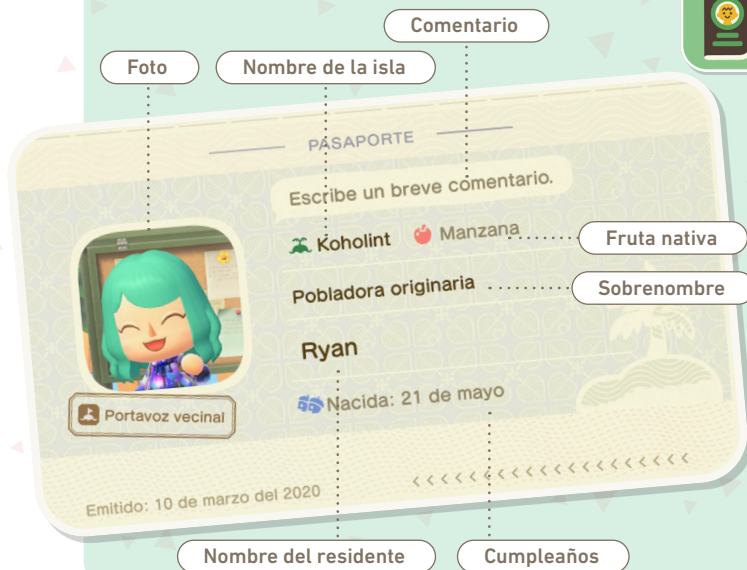 Comentario
Foto
Nombre de la isla
PASAPORTE
Escribe un breve comentario.
Koholint Manzana
Fruta nativa
Pobladora originaria
Sobrenombre
Ryan
Nacida: 21 de mayo
Portavoz vecinal
Emitido: 10 de marzo del 2020
Nombre del residente
Cumpleaños